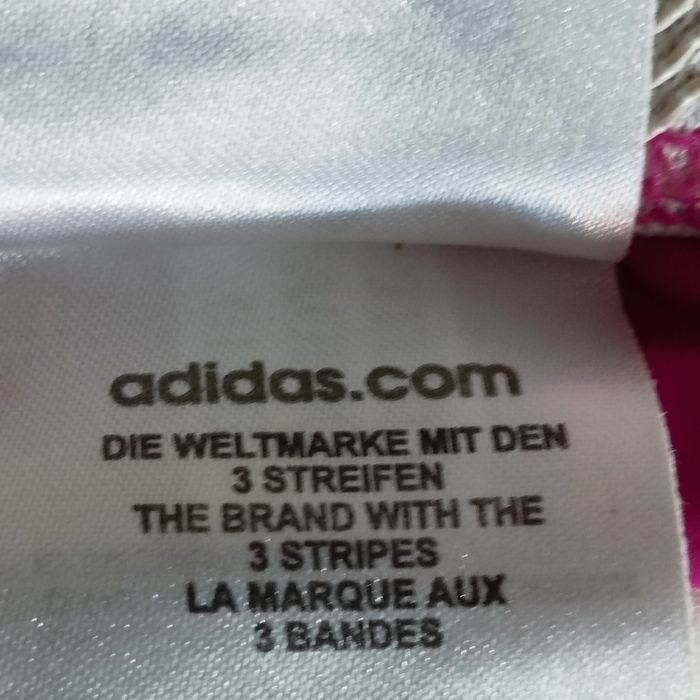 adidas.com
DIE WELTMARKE MIT DEN
3 STREIFEN
THE BRAND WITH THE
3 STRIPES
LA MARQUE AUX
3 BANDES